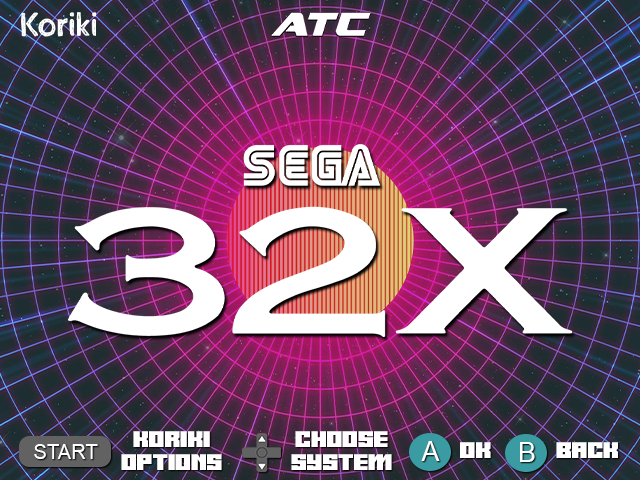 Koriki
ATC
SEGA
32X
START
KORIKI
OPTIONS
CHOOSE
SYSTEM
A OK
B BACK